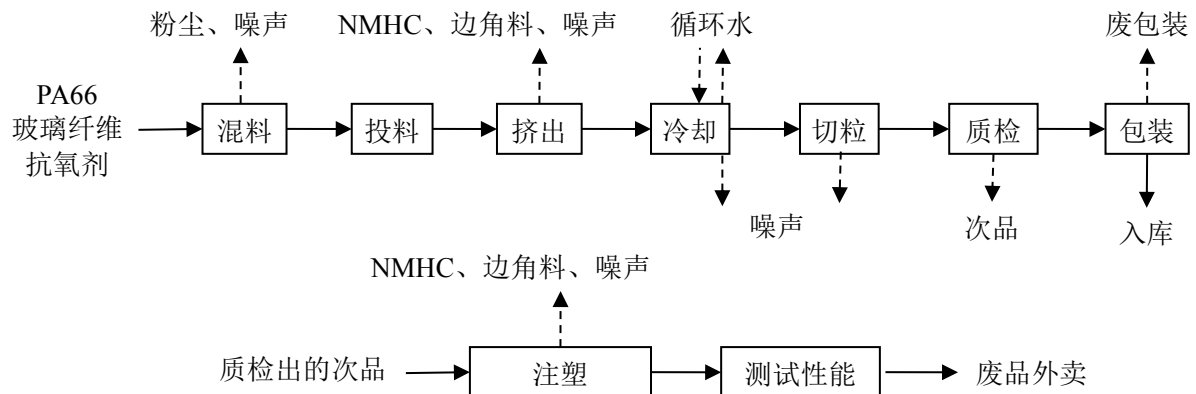 粉尘、噪声
NMHC、边角料、噪声
循环水
废包装
PA66
玻璃纤维
抗氧剂
混料
投料
挤出
冷却
切粒
质检
包装
噪声
次品
入库
NMHC、边角料、噪声
质检出的次品
注塑
测试性能
废品外卖